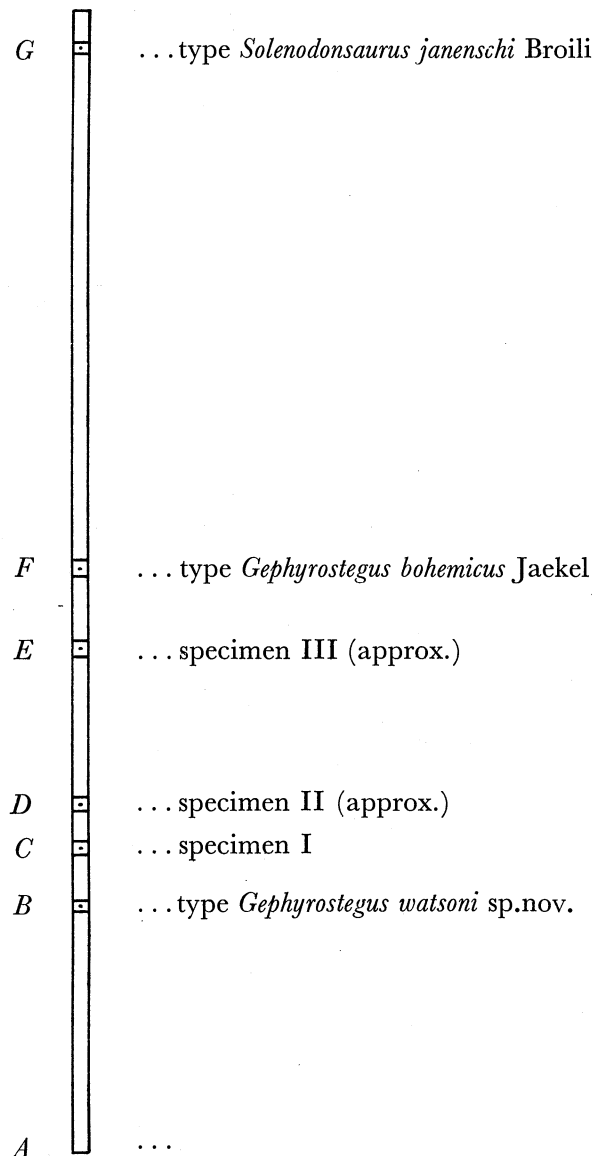 G ...type Solenodonsaurus janenschi Broili
F ...type Gephyrostegus bohemicus Jaekel
E ...specimen III (approx.)
D ...specimen II (approx.)
C ...specimen I
B ...type Gephyrostegus watsoni sp.nov.
A ...